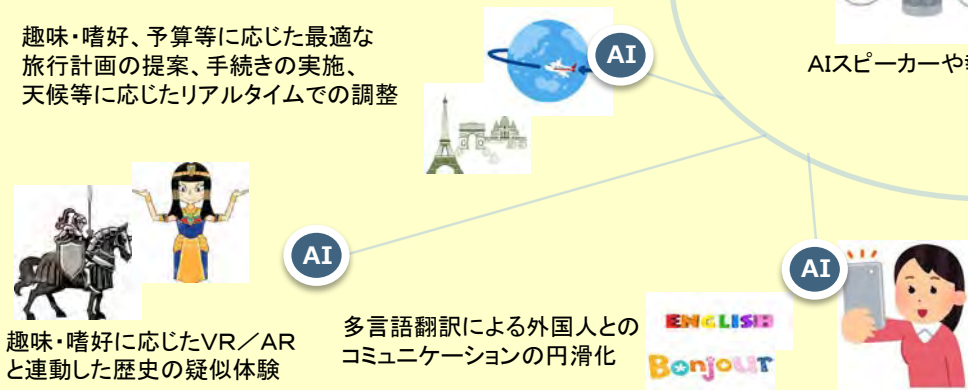 趣味・嗜好、予算等に応じた最適な
旅行計画の提案、手続きの実施、
天候等に応じたリアルタイムでの調整
AI
AIスピーカーや
AI
趣味・嗜好に応じたVR／AR
と連動した歴史の疑似体験
多言語翻訳による外国人との
コミュニケーションの円滑化
ENGLISH
Bonjour
AI